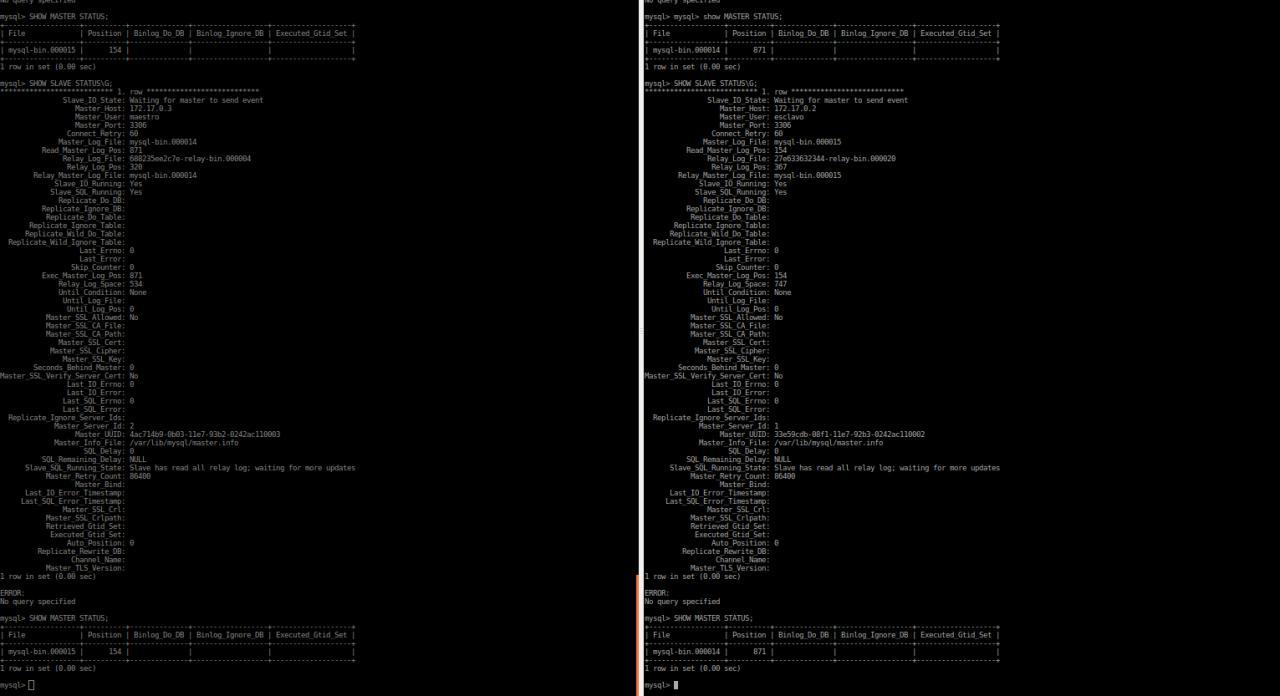 No query specified
mysql> SHOW MASTER STATUS;
+------------------+----------+--------------+------------------+-------------------+
| File | Position | Binlog_Do_DB | Binlog_Ignore_DB | Executed_Gtid_Set |
+------------------+----------+--------------+------------------+-------------------+
| mysql-bin.000015 | 154 | | | |
+------------------+----------+--------------+------------------+-------------------+
1 row in set (0.00 sec)
mysql> SHOW SLAVE STATUS\G;
*************************** 1. row ***************************
Slave_IO_State: Waiting for master to send event
Master_Host: 172.17.0.3
Master_User: maestro
Master_Port: 3306
Connect_Retry: 60
Master_Log_File: mysql-bin.000014
Read_Master_Log_Pos: 871
Relay_Log_File: 688235ee2c7e-relay-bin.000004
Relay_Log_Pos: 320
Relay_Master_Log_File: mysql-bin.000014
Slave_IO_Running: Yes
Slave_SQL_Running: Yes
Replicate_Do_DB:
Replicate_Ignore_DB:
Replicate_Do_Table:
Replicate_Ignore_Table:
Replicate_Wild_Do_Table:
Replicate_Wild_Ignore_Table:
Last_Errno: 0
Last_Error:
Skip_Counter: 0
Exec_Master_Log_Pos: 871
Relay_Log_Space: 534
Until_Condition: None
Until_Log_File:
Until_Log_Pos: 0
Master_SSL_Allowed: No
Master_SSL_CA_File:
Master_SSL_CA_Path:
Master_SSL_Cert:
Master_SSL_Cipher:
Master_SSL_Key:
Seconds_Behind_Master: 0
Master_SSL_Verify_Server_Cert: No
Last_IO_Errno: 0
Last_IO_Error:
Last_SQL_Errno: 0
Last_SQL_Error:
Replicate_Ignore_Server_Ids:
Master_Server_Id: 2
Master_UUID: 4ac714b9-0b03-11e7-93b2-0242ac110003
Master_Info_File: /var/lib/mysql/master.info
SQL_Delay: 0
SQL_Remaining_Delay: NULL
Slave_SQL_Running_State: Slave has read all relay log; waiting for more updates
Master_Retry_Count: 86400
Master_Bind:
Last_IO_Error_Timestamp:
Last_SQL_Error_Timestamp:
Master_SSL_Crl:
Master_SSL_Crlpath:
Retrieved_Gtid_Set:
Executed_Gtid_Set:
Auto_Position: 0
Replicate_Rewrite_DB:
Channel_Name:
Master_TLS_Version:
1 row in set (0.00 sec)
ERROR:
No query specified
mysql> SHOW MASTER STATUS;
+------------------+----------+--------------+------------------+-------------------+
| File | Position | Binlog_Do_DB | Binlog_Ignore_DB | Executed_Gtid_Set |
+------------------+----------+--------------+------------------+-------------------+
| mysql-bin.000015 | 154 | | | |
+------------------+----------+--------------+------------------+-------------------+
1 row in set (0.00 sec)
mysql>
No query specified
mysql> mysql> show MASTER STATUS;
+------------------+----------+--------------+------------------+-------------------+
| File | Position | Binlog_Do_DB | Binlog_Ignore_DB | Executed_Gtid_Set |
+------------------+----------+--------------+------------------+-------------------+
| mysql-bin.000014 | 871 | | | |
+------------------+----------+--------------+------------------+-------------------+
1 row in set (0.00 sec)
mysql> SHOW SLAVE STATUS\G;
*************************** 1. row ***************************
Slave_IO_State: Waiting for master to send event
Master_Host: 172.17.0.2
Master_User: esclavo
Master_Port: 3306
Connect_Retry: 60
Master_Log_File: mysql-bin.000015
Read_Master_Log_Pos: 154
Relay_Log_File: 27e633632344-relay-bin.000020
Relay_Log_Pos: 367
Relay_Master_Log_File: mysql-bin.000015
Slave_IO_Running: Yes
Slave_SQL_Running: Yes
Replicate_Do_DB:
Replicate_Ignore_DB:
Replicate_Do_Table:
Replicate_Ignore_Table:
Replicate_Wild_Do_Table:
Replicate_Wild_Ignore_Table:
Last_Errno: 0
Last_Error:
Skip_Counter: 0
Exec_Master_Log_Pos: 154
Relay_Log_Space: 747
Until_Condition: None
Until_Log_File:
Until_Log_Pos: 0
Master_SSL_Allowed: No
Master_SSL_CA_File:
Master_SSL_CA_Path:
Master_SSL_Cert:
Master_SSL_Cipher:
Master_SSL_Key:
Seconds_Behind_Master: 0
Master_SSL_Verify_Server_Cert: No
Last_IO_Errno: 0
Last_IO_Error:
Last_SQL_Errno: 0
Last_SQL_Error:
Replicate_Ignore_Server_Ids:
Master_Server_Id: 1
Master_UUID: 33e59cdb-08f1-11e7-92b3-0242ac110002
Master_Info_File: /var/lib/mysql/master.info
SQL_Delay: 0
SQL_Remaining_Delay: NULL
Slave_SQL_Running_State: Slave has read all relay log; waiting for more updates
Master_Retry_Count: 86400
Master_Bind:
Last_IO_Error_Timestamp:
Last_SQL_Error_Timestamp:
Master_SSL_Crl:
Master_SSL_Crlpath:
Retrieved_Gtid_Set:
Executed_Gtid_Set:
Auto_Position: 0
Replicate_Rewrite_DB:
Channel_Name:
Master_TLS_Version:
1 row in set (0.00 sec)
ERROR:
No query specified
mysql> SHOW MASTER STATUS;
+------------------+----------+--------------+------------------+-------------------+
| File | Position | Binlog_Do_DB | Binlog_Ignore_DB | Executed_Gtid_Set |
+------------------+----------+--------------+------------------+-------------------+
| mysql-bin.000014 | 871 | | | |
+------------------+----------+--------------+------------------+-------------------+
1 row in set (0.00 sec)
mysql>